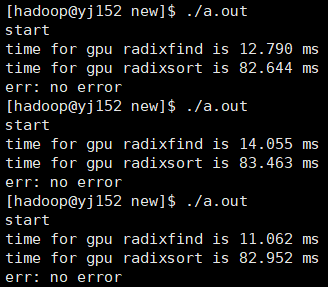 [hadoop@yj152 new]$ ./a.out
start
time for gpu radixfind is 12.790 ms
time for gpu radixsort is 82.644 ms
err: no error
[hadoop@yj152 new]$ ./a.out
start
time for gpu radixfind is 14.055 ms
time for gpu radixsort is 83.463 ms
err: no error
[hadoop@yj152 new]$ ./a.out
start
time for gpu radixfind is 11.062 ms
time for gpu radixsort is 82.952 ms
err: no error